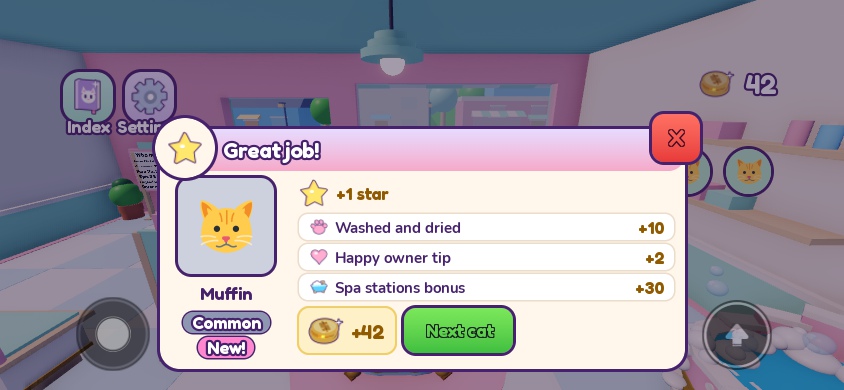 42
Index
Great job!
+1 star
Washed and dried +10
Happy owner tip +2
Spa stations bonus +30
Muffin
Common
New!
+42
Next cat